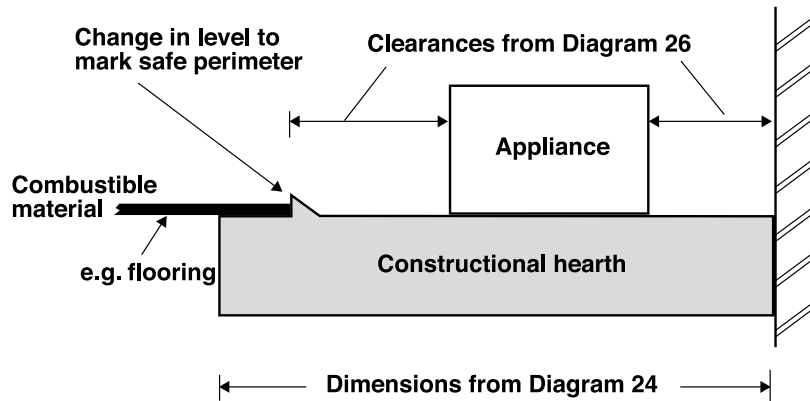 Change in level to
mark safe perimeter
Clearances from Diagram 26
Appliance
Combustible
material
e.g. flooring
Constructional hearth
Dimensions from Diagram 24